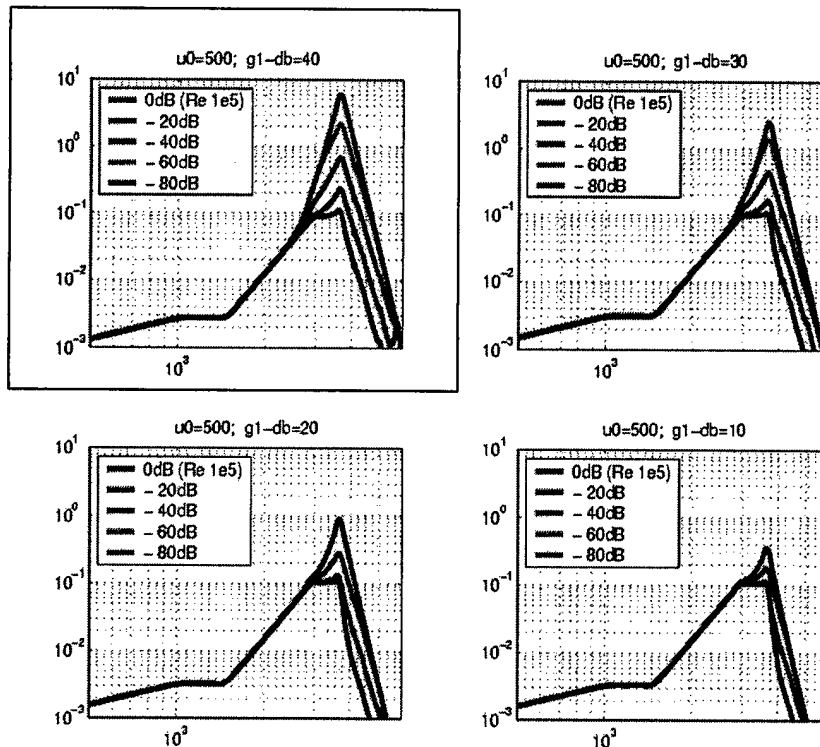 u0=500; g1-db=40
10^1
10^0
10^-1
10^-2
10^-3
10^3
0dB (Re 1e5)
-20dB
-40dB
-60dB
-80dB
u0=500; g1-db=30
10^1
10^0
10^-1
10^-2
10^-3
10^3
0dB (Re 1e5)
-20dB
-40dB
-60dB
-80dB
u0=500; g1-db=20
10^1
10^0
10^-1
10^-2
10^-3
10^3
0dB (Re 1e5)
-20dB
-40dB
-60dB
-80dB
u0=500; g1-db=10
10^1
10^0
10^-1
10^-2
10^-3
10^3
0dB (Re 1e5)
-20dB
-40dB
-60dB
-80dB